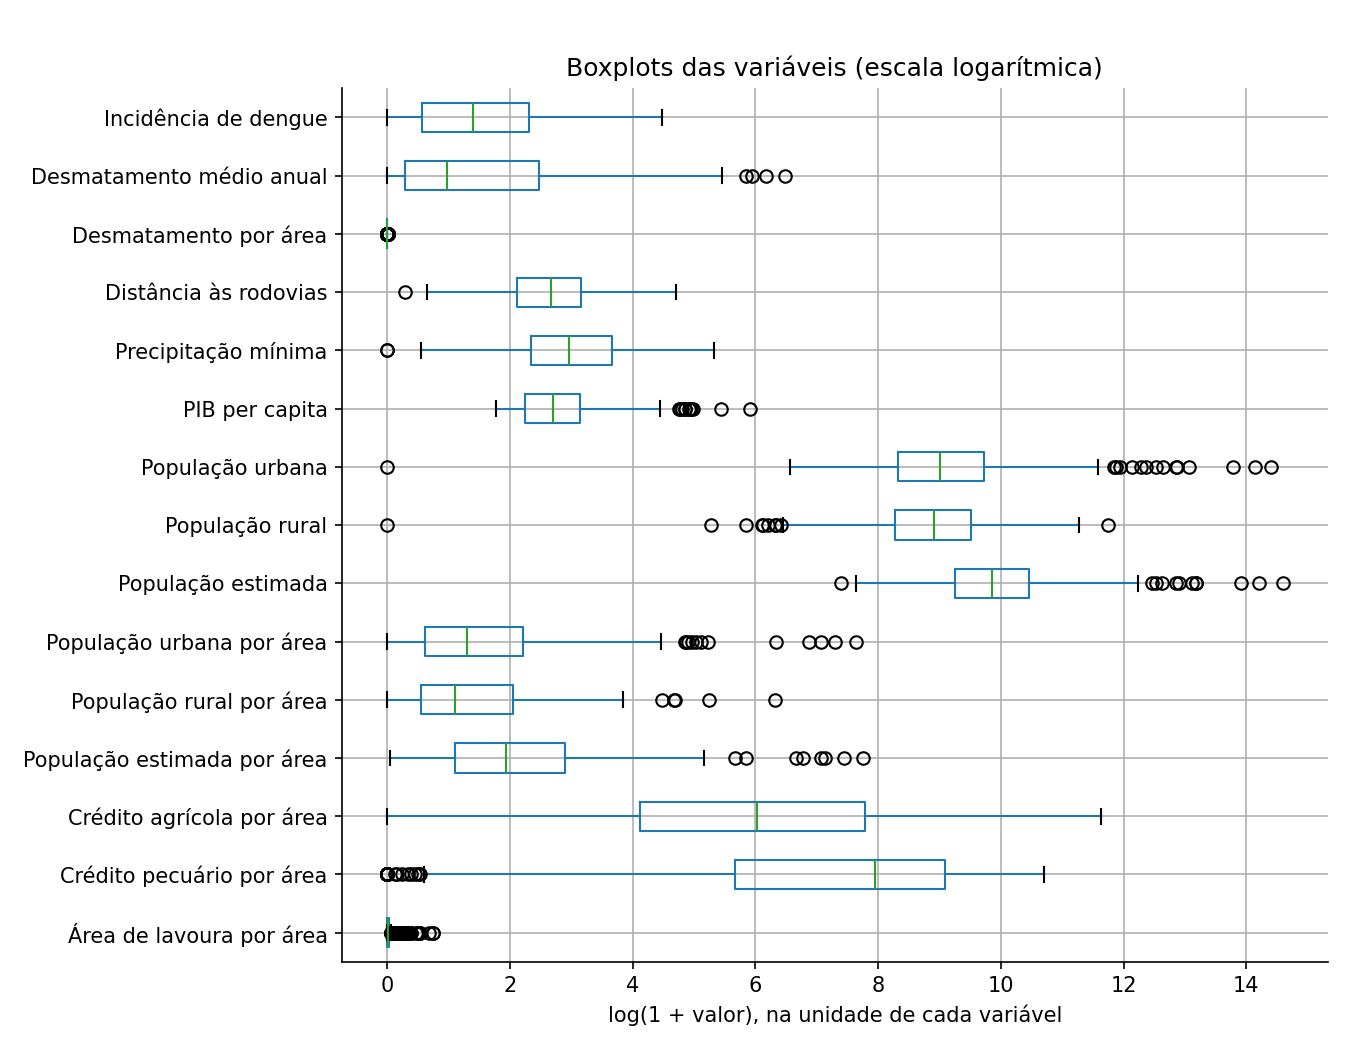 Boxplots das variáveis (escala logarítmica)
Incidência de dengue
Desmatamento médio anual
Desmatamento por área
Distância às rodovias
Precipitação mínima
PIB per capita
População urbana
População rural
População estimada
População urbana por área
População rural por área
População estimada por área
Crédito agrícola por área
Crédito pecuário por área
Área de lavoura por área
0 2 4 6 8 10 12 14
log(1 + valor), na unidade de cada variável